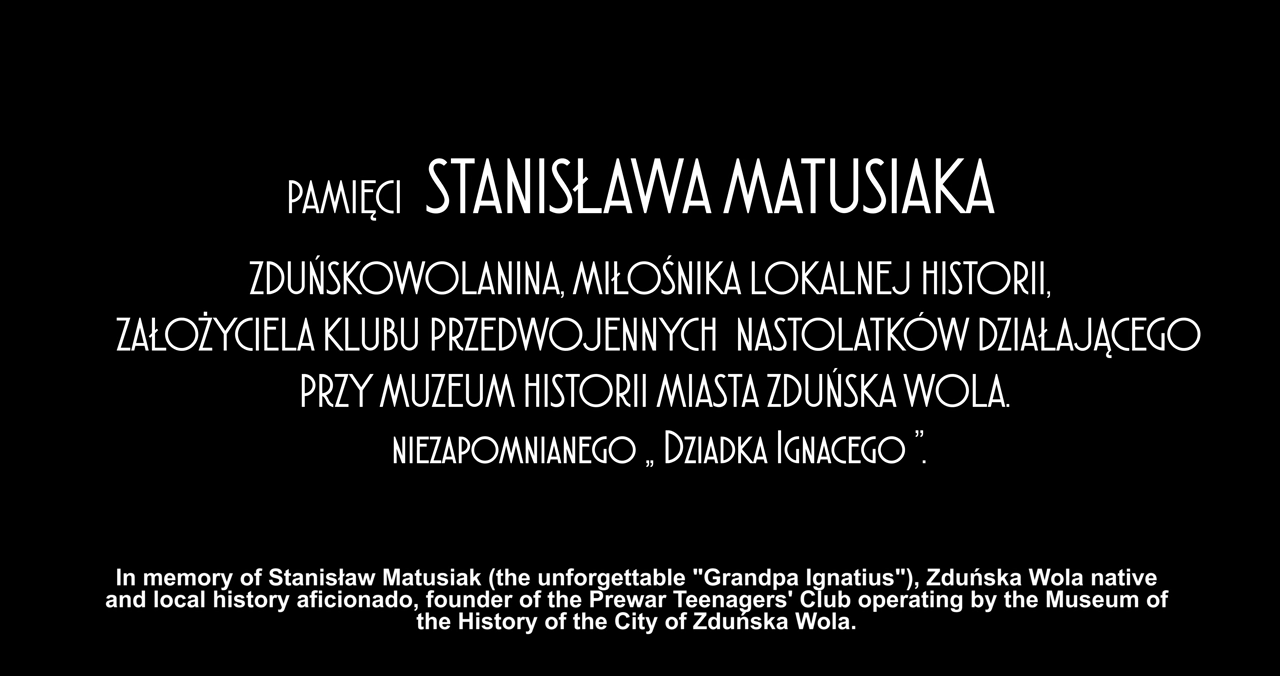 PAMIĘCI STANISŁAWA MATUSIAKA
ZDUŃSKOWOLANINA, MIŁOŚNIKA LOKALNEJ HISTORII,
ZAŁOŻYCIELA KLUBU PRZEDWOJENNYCH NASTOLATKÓW DZIAŁAJĄCEGO
PRZY MUZEUM HISTORII MIASTA ZDUŃSKA WOLA.
NIEZAPOMNIANEGO „ DZIADKA IGNACEGO ”.
In memory of Stanisław Matusiak (the unforgettable "Grandpa Ignatius"), Zduńska Wola native
and local history aficionado, founder of the Prewar Teenagers' Club operating by the Museum of
the History of the City of Zduńska Wola.